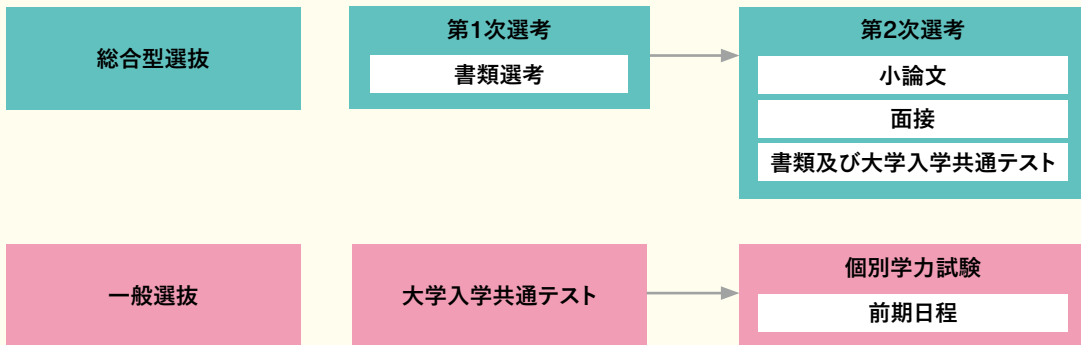 総合型選抜
第1次選考
書類選考
第2次選考
小論文
面接
書類及び大学入学共通テスト
一般選抜
大学入学共通テスト
個別学力試験
前期日程